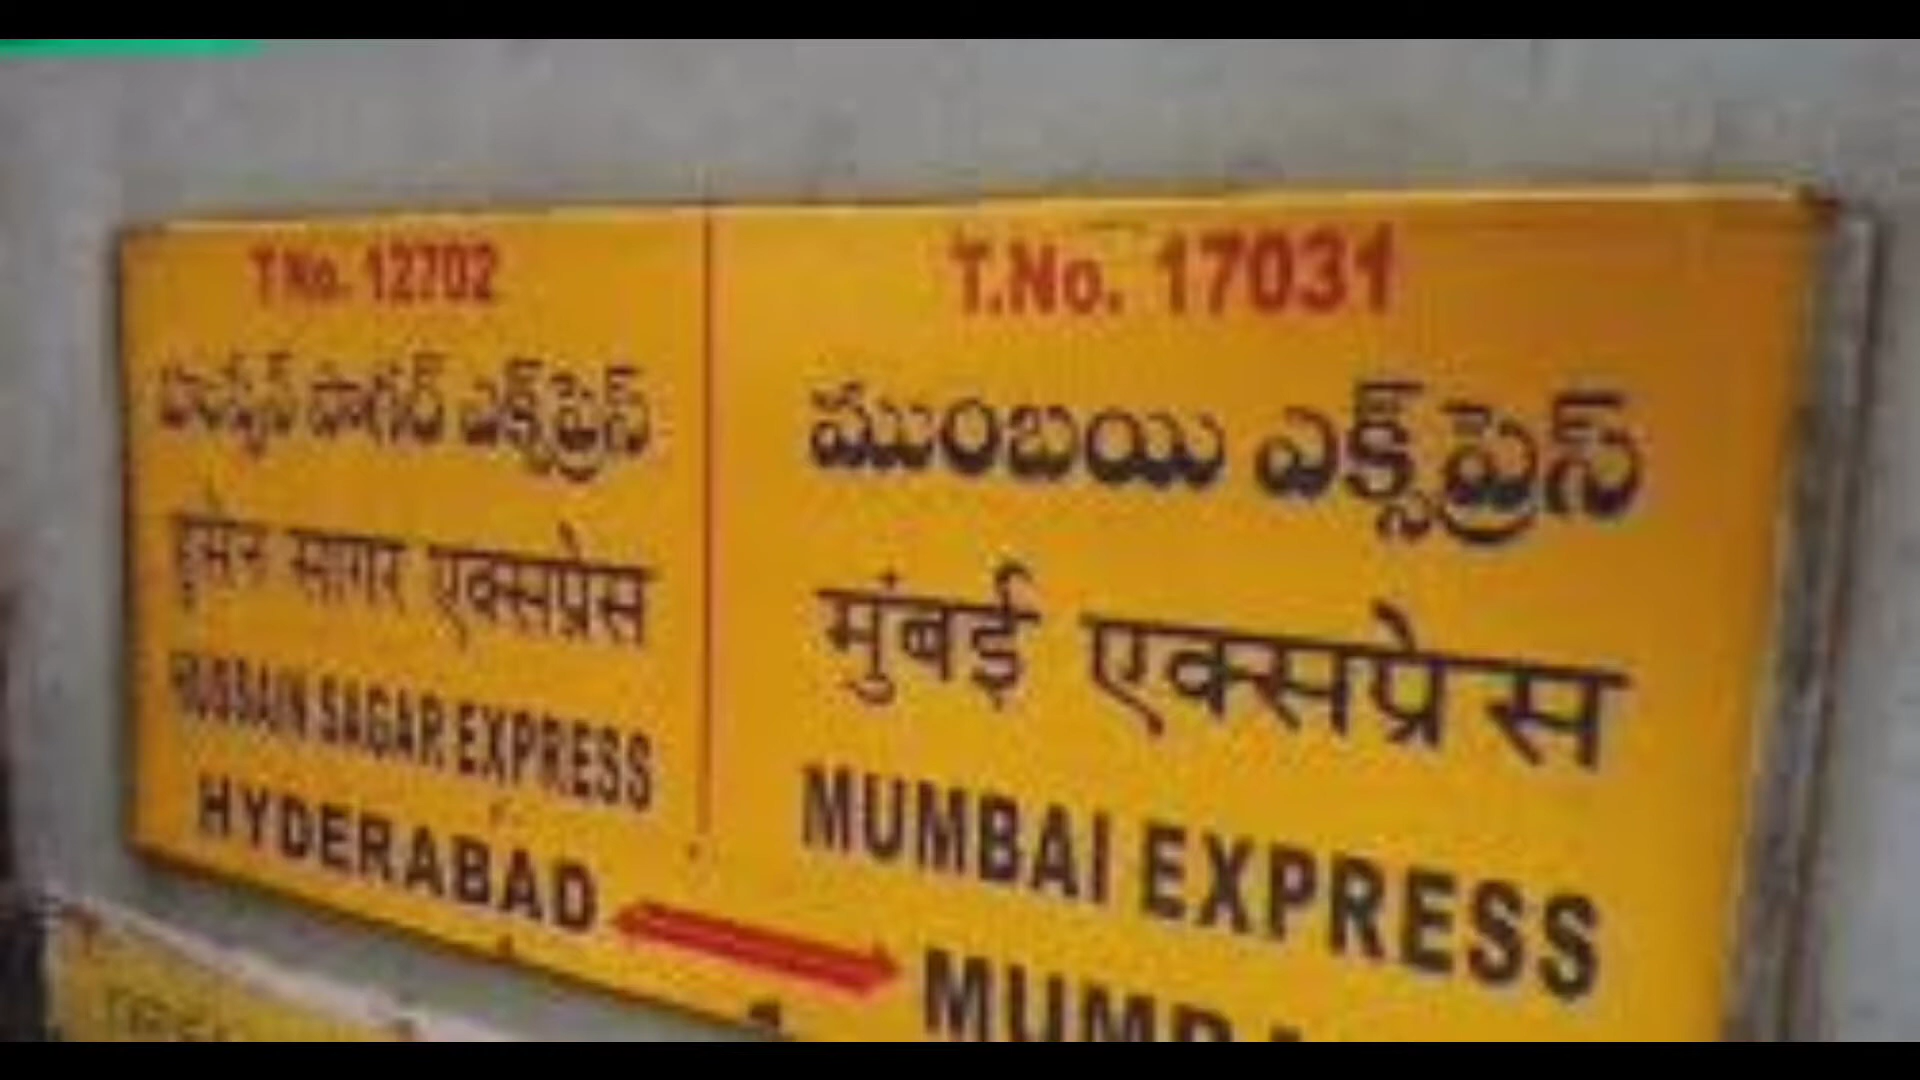 T.No. 12702
హుస్సేన్ సాగర్ ఎక్స్‌ప్రెస్
हुसेन सागर एक्सप्रेस
HUSSAIN SAGAR EXPRESS
T.No. 17031
ముంబయి ఎక్స్‌ప్రెస్
मुंबई एक्सप्रेस
MUMBAI EXPRESS
HYDERABAD